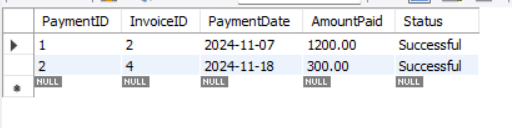 PaymentID InvoiceID PaymentDate AmountPaid Status
1 2 2024-11-07 1200.00 Successful
2 4 2024-11-18 300.00 Successful
NULL NULL NULL NULL NULL